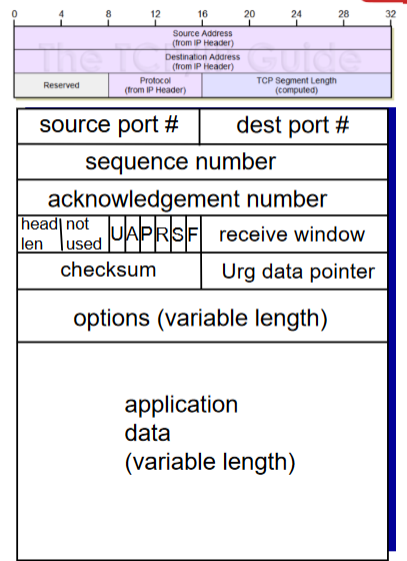 0 4 8 12 16 20 24 28 32
The TCP/IP Guide
Source Address
(from IP Header)
Destination Address
(from IP Header)
Reserved
Protocol
(from IP Header)
TCP Segment Length
(computed)
source port # dest port #
sequence number
acknowledgement number
head not
len used
U A P R S F receive window
checksum Urg data pointer
options (variable length)
application
data
(variable length)